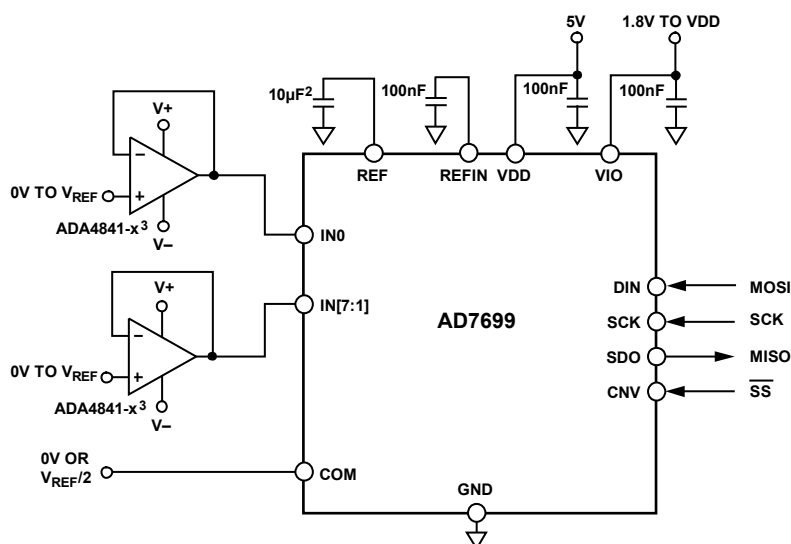 5V
1.8V TO VDD
10µF²
100nF
100nF
100nF
V+
REF
REFIN
VDD
VIO
–
+
0V TO VREF
ADA4841-x³
V–
IN0
V+
IN[7:1]
AD7699
DIN
MOSI
SCK
SCK
–
+
0V TO VREF
SDO
MISO
ADA4841-x³
V–
CNV
SS
0V OR
VREF/2
COM
GND